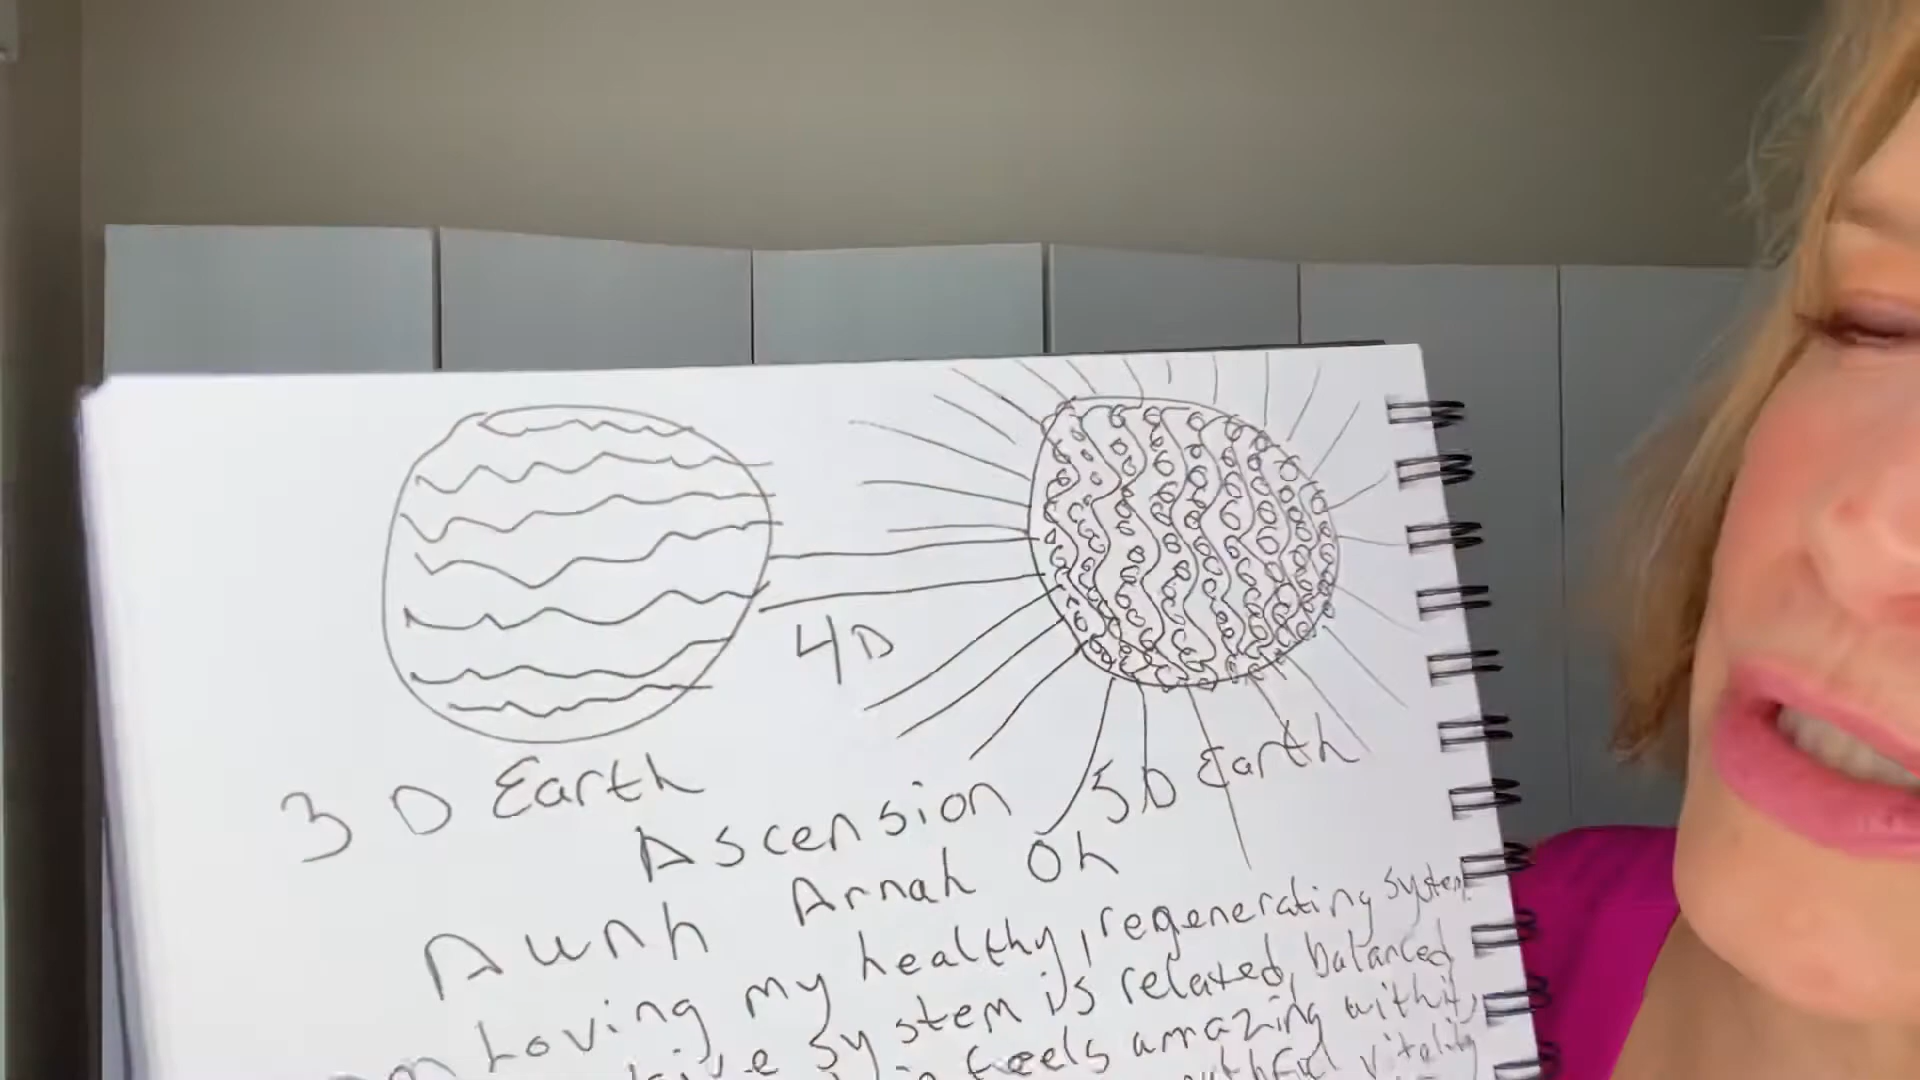 4D
3 D Earth
5D Earth
Ascension
Aunh Arnah Oh
Loving my healthy, regenerating system
system is relaxed, balanced
feels amazing within,
vitality